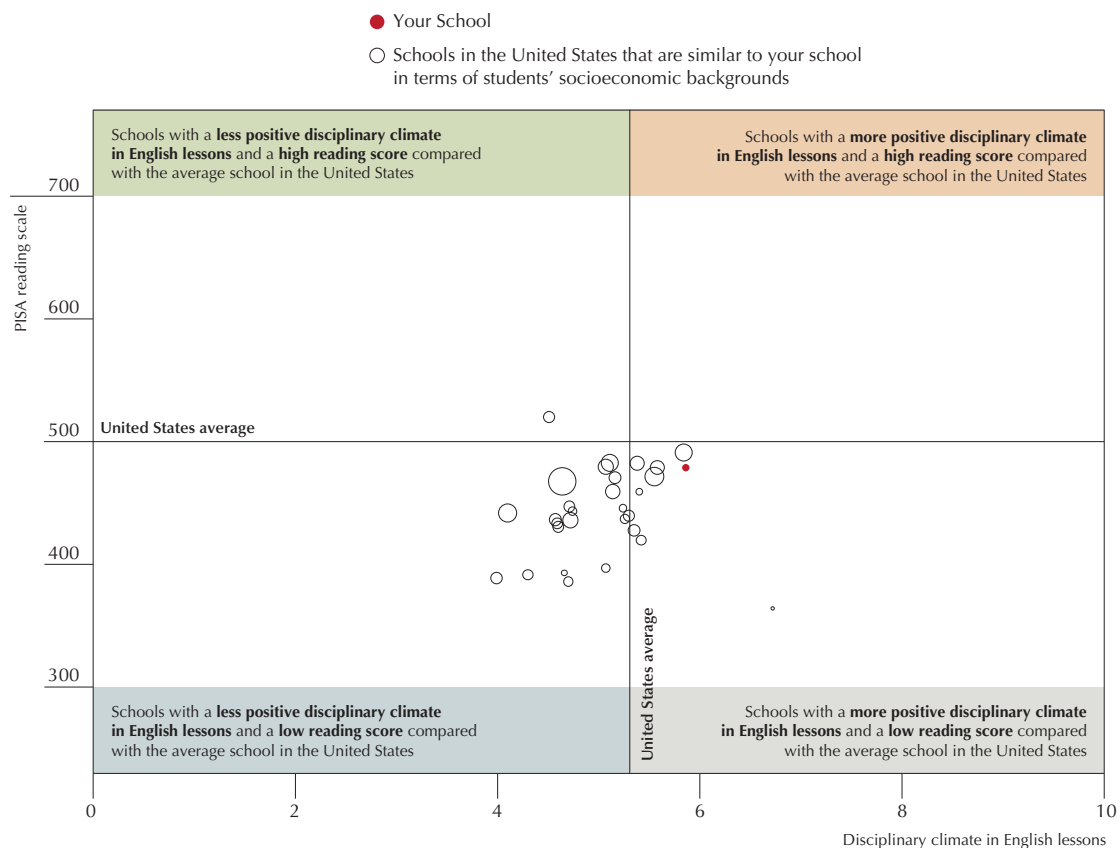 Your School
Schools in the United States that are similar to your school
in terms of students’ socioeconomic backgrounds
Schools with a less positive disciplinary climate
in English lessons and a high reading score compared
with the average school in the United States
Schools with a more positive disciplinary climate
in English lessons and a high reading score compared
with the average school in the United States
PISA reading scale
700
600
500
400
300
United States average
United States average
Schools with a less positive disciplinary climate
in English lessons and a low reading score compared
with the average school in the United States
Schools with a more positive disciplinary climate
in English lessons and a low reading score compared
with the average school in the United States
0
2
4
6
8
10
Disciplinary climate in English lessons